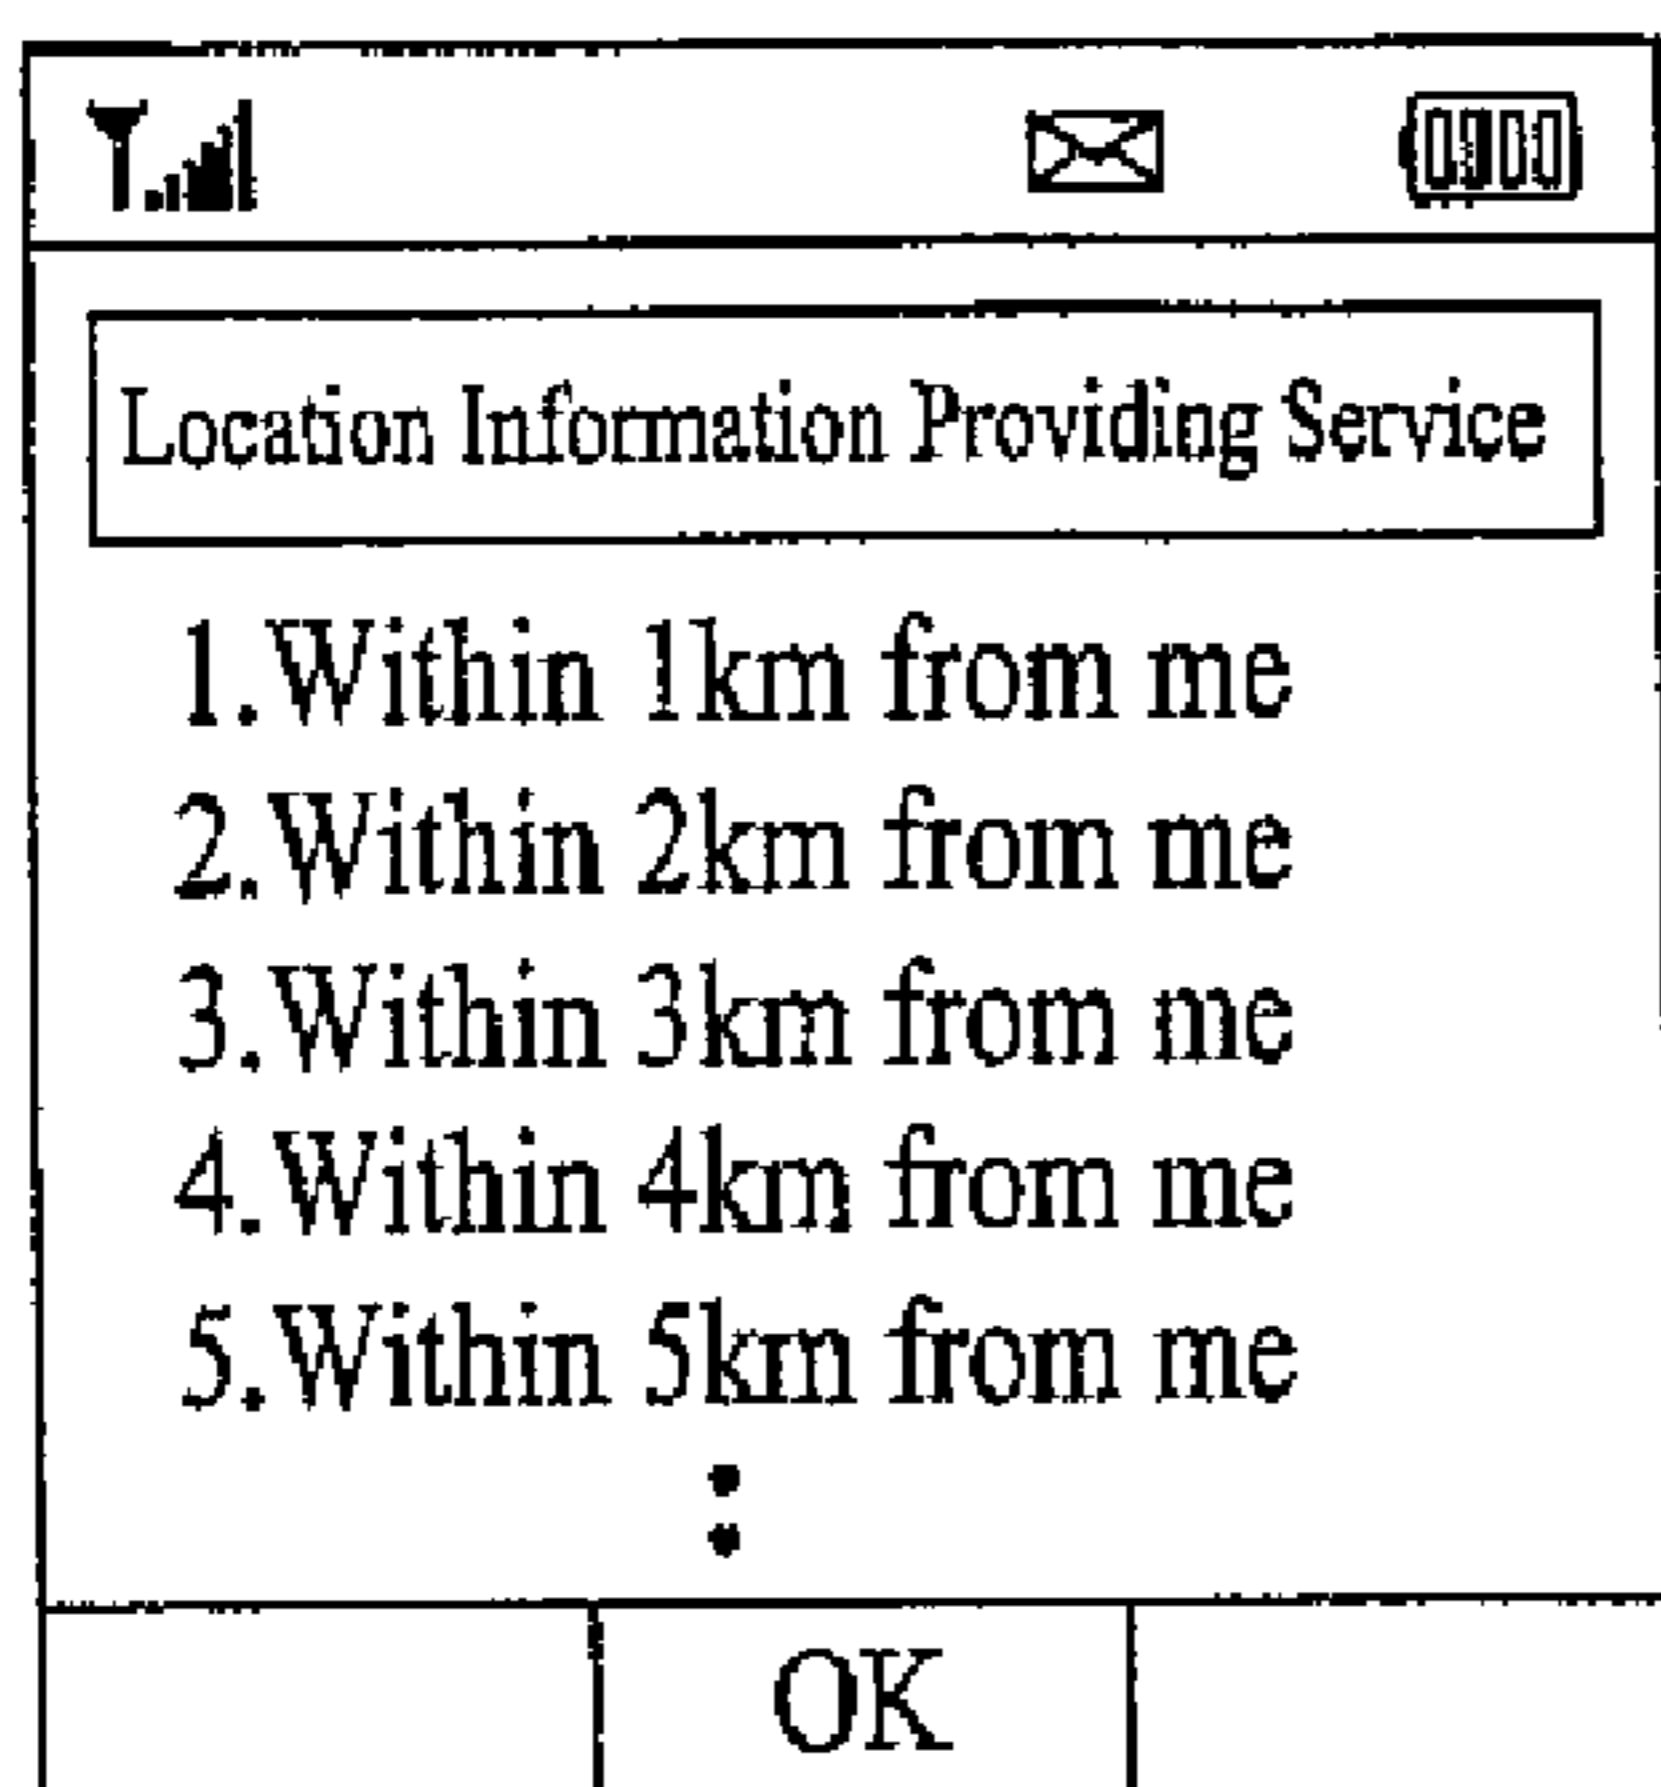 Location Information Providing Service
1.Within 1km from me
2.Within 2km from me
3.Within 3km from me
4.Within 4km from me
5.Within 5km from me
:
OK